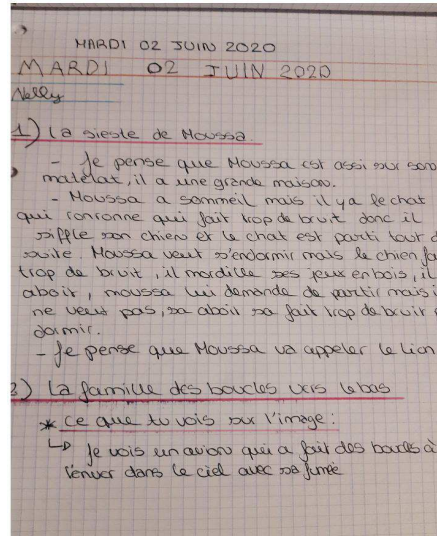 MARDI 02 JUIN 2020
MARDI 02 JUIN 2020
Nelly
1) La sieste de Moussa
- Je pense que Moussa est assi sur son
matelat, il a une grande maison.
- Moussa a sommeil mais il y a le chat
qui ronronne qui fait trop de bruit donc il
siffle son chien et le chat est parti tout d
suite. Moussa veut s'endormir mais le chien fa
trop de bruit, il mordille ses jeux en bois, il
aboit, moussa lui demande de partir mais i
ne veut pas, sa aboit sa fait trop de bruit
dormir.
- Je pense que Moussa va appeler le lion
2) La famille des boucles vers le bas
* Ce que tu vois sur l'image :
↳ Je vois un avion qui a fait des boucles à
l'enver dans le ciel avec sa fumée